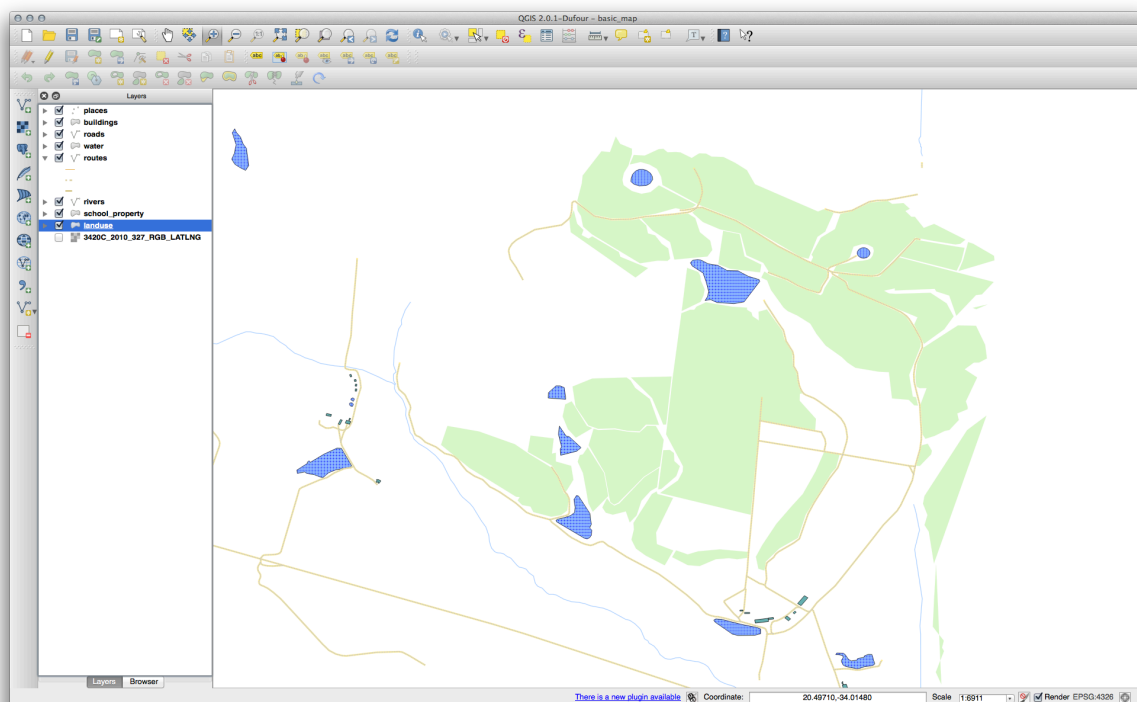 QGIS 2.0.1-Dufour - basic_map
Layers
places
buildings
roads
water
routes
rivers
school_property
landuse
3420C_2010_327_RGB_LATLNG
Layers Browser
There is a new plugin available Coordinate: 20.49710,-34.01480 Scale 1:6911 Render EPSG:4326